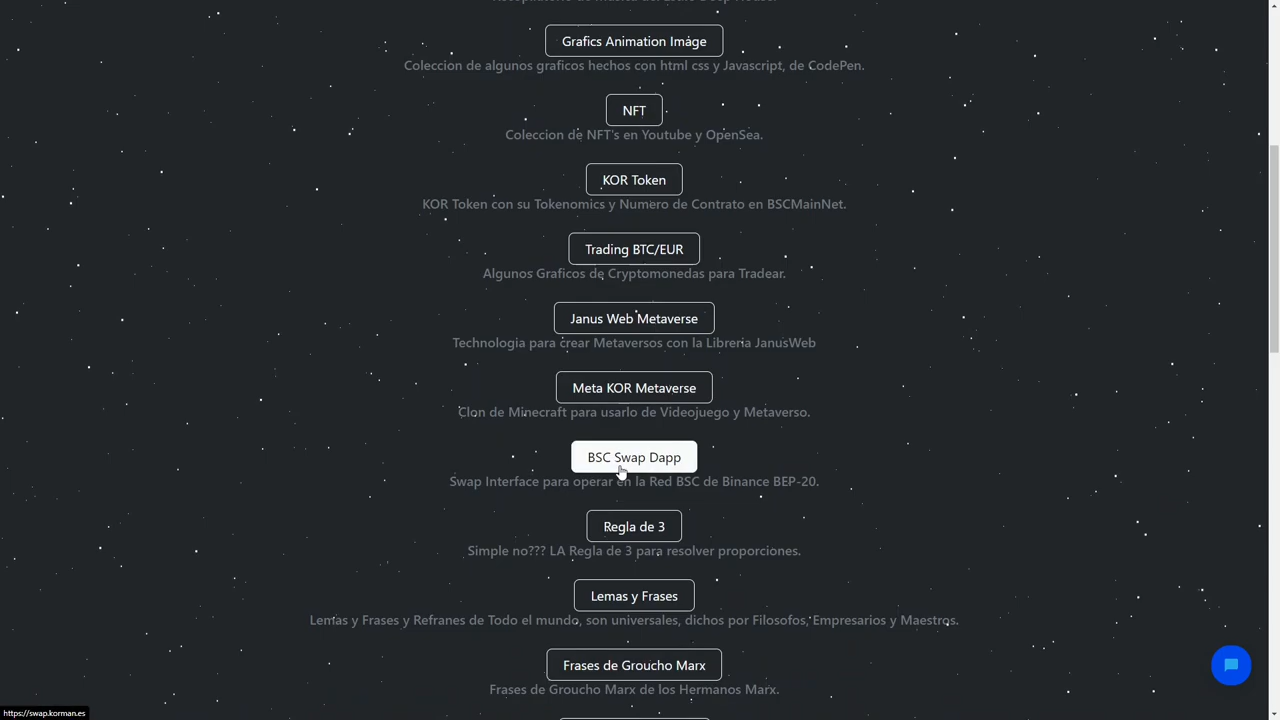 Grafics Animation Image
Coleccion de algunos graficos hechos con html css y Javascript, de CodePen.
NFT
Coleccion de NFT's en Youtube y OpenSea.
KOR Token
KOR Token con su Tokenomics y Numero de Contrato en BSCMainNet.
Trading BTC/EUR
Algunos Graficos de Cryptomonedas para Tradear.
Janus Web Metaverse
Technologia para crear Metaversos con la Libreria JanusWeb
Meta KOR Metaverse
Clon de Minecraft para usarlo de Videojuego y Metaverso.
BSC Swap Dapp
Swap Interface para operar en la Red BSC de Binance BEP-20.
Regla de 3
Simple no??? LA Regla de 3 para resolver proporciones.
Lemas y Frases
Lemas y Frases y Refranes de Todo el mundo, son universales, dichos por Filosofos, Empresarios y Maestros.
Frases de Groucho Marx
Frases de Groucho Marx de los Hermanos Marx.
https://swap.korman.es